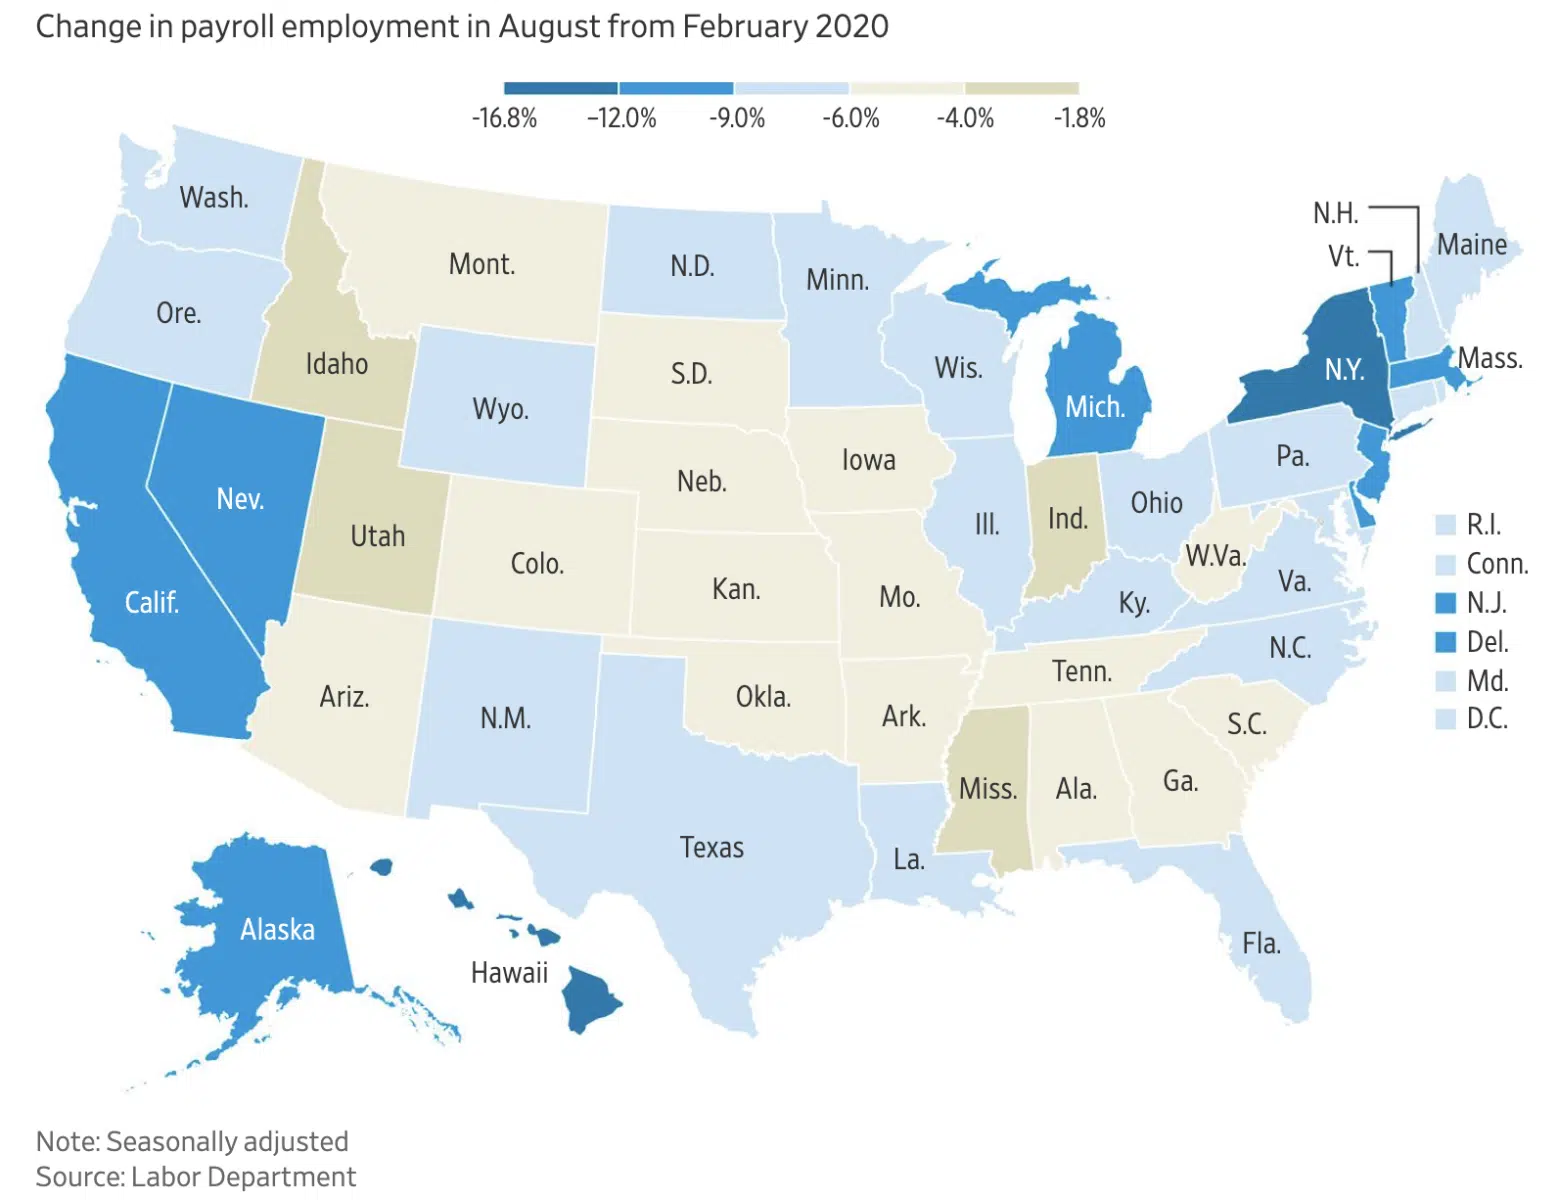 Change in payroll employment in August from February 2020
-16.8% -12.0% -9.0% -6.0% -4.0% -1.8%
Wash.
Mont.
N.D.
Minn.
N.H.
Vt.
Maine
Ore.
Idaho
Wyo.
S.D.
Wis.
Mich.
N.Y.
Mass.
Nev.
Utah
Colo.
Neb.
Iowa
Ill.
Ind.
Ohio
Pa.
Calif.
Kan.
Mo.
Ky.
W.Va.
Va.
R.I.
Conn.
N.J.
Del.
Md.
D.C.
Ariz.
N.M.
Okla.
Ark.
Tenn.
N.C.
S.C.
Texas
La.
Miss.
Ala.
Ga.
Fla.
Alaska
Hawaii
Note: Seasonally adjusted
Source: Labor Department